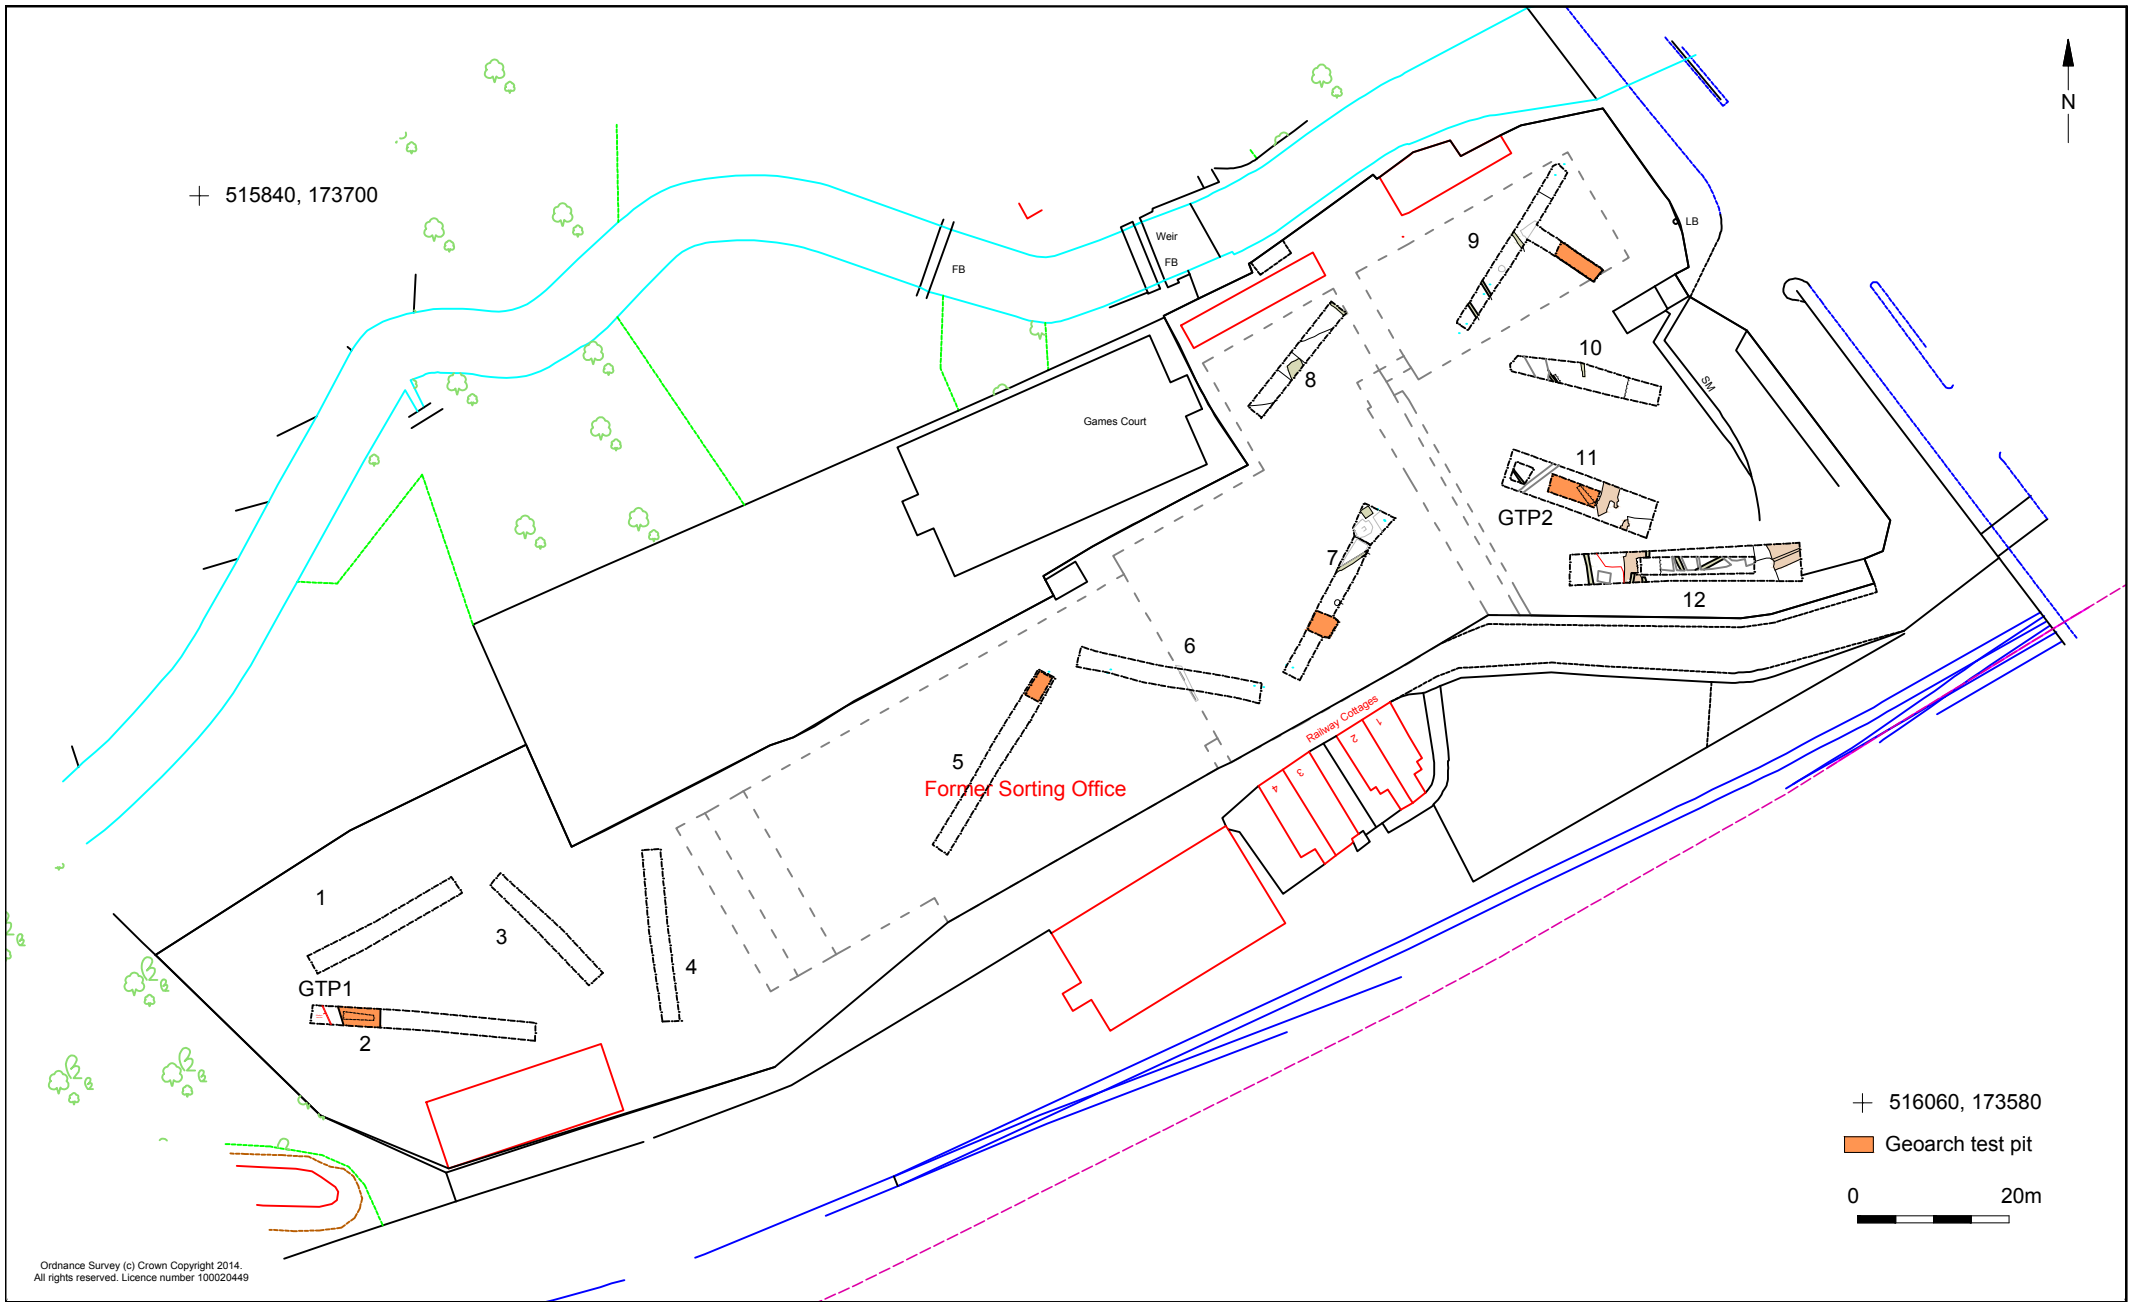 N
515840, 173700
Weir
FB
FB
LB
9
10
8
SM
Games Court
11
GTP2
7
12
6
5
Former Sorting Office
Railway Cottages
1
2
3
4
1
3
4
GTP1
2
516060, 173580
Geoarch test pit
0 20m
Ordnance Survey (c) Crown Copyright 2014.
All rights reserved. Licence number 100020449